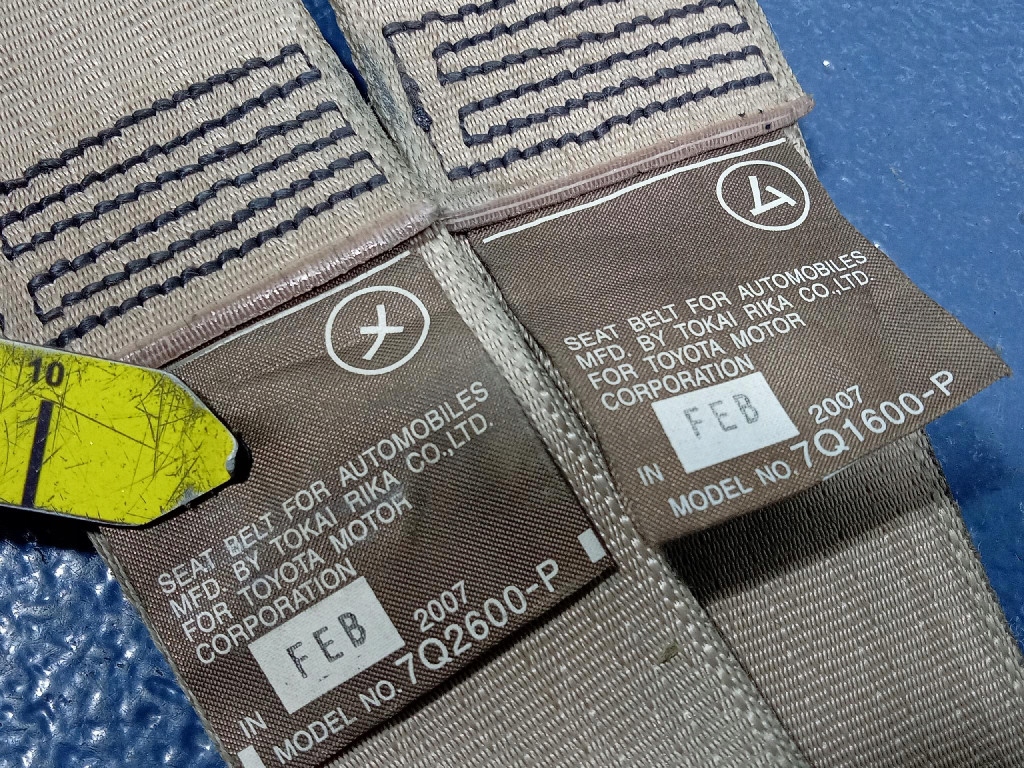 10
メ
SEAT BELT FOR AUTOMOBILES
MFD. BY TOKAI RIKA CO.,LTD.
FOR TOYOTA MOTOR
CORPORATION
IN FEB 2007
MODEL NO. 7Q2600-P
SEAT BELT FOR AUTOMOBILES
MFD. BY TOKAI RIKA CO.,LTD.
FOR TOYOTA MOTOR
CORPORATION
IN FEB 2007
MODEL NO. 7Q1600-P